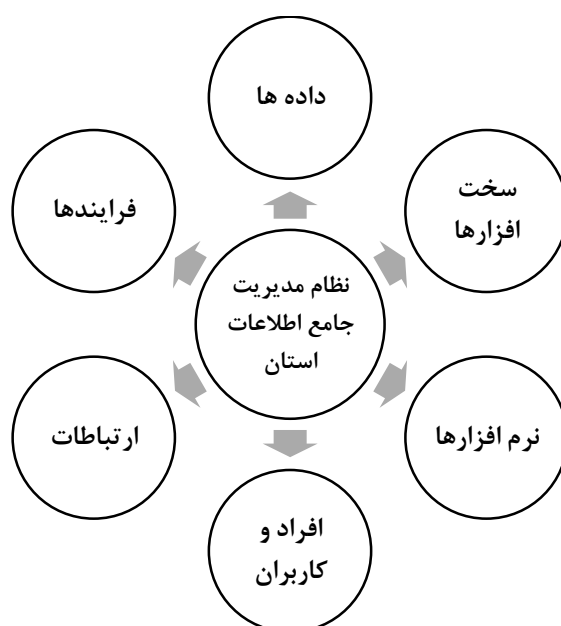 داده ها
سخت
افزارها
فرایندها
نظام مدیریت
جامع اطلاعات
استان
نرم افزارها
ارتباطات
افراد و
کاربران